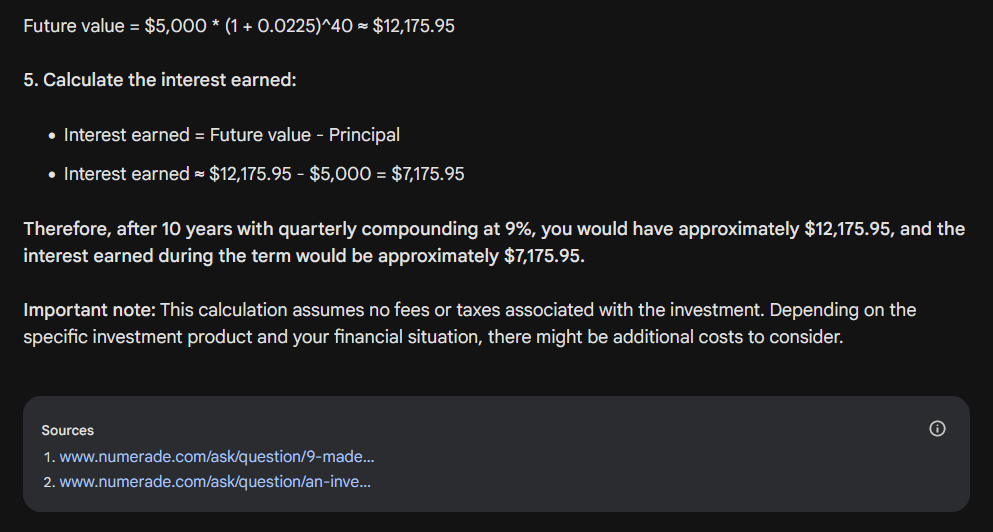 Future value = $5,000 * (1 + 0.0225)^40 ≈ $12,175.95
5. Calculate the interest earned:
• Interest earned = Future value - Principal
• Interest earned ≈ $12,175.95 - $5,000 = $7,175.95
Therefore, after 10 years with quarterly compounding at 9%, you would have approximately $12,175.95, and the
interest earned during the term would be approximately $7,175.95.
Important note: This calculation assumes no fees or taxes associated with the investment. Depending on the
specific investment product and your financial situation, there might be additional costs to consider.
Sources
1. www.numerade.com/ask/question/9-made...
2. www.numerade.com/ask/question/an-inve...